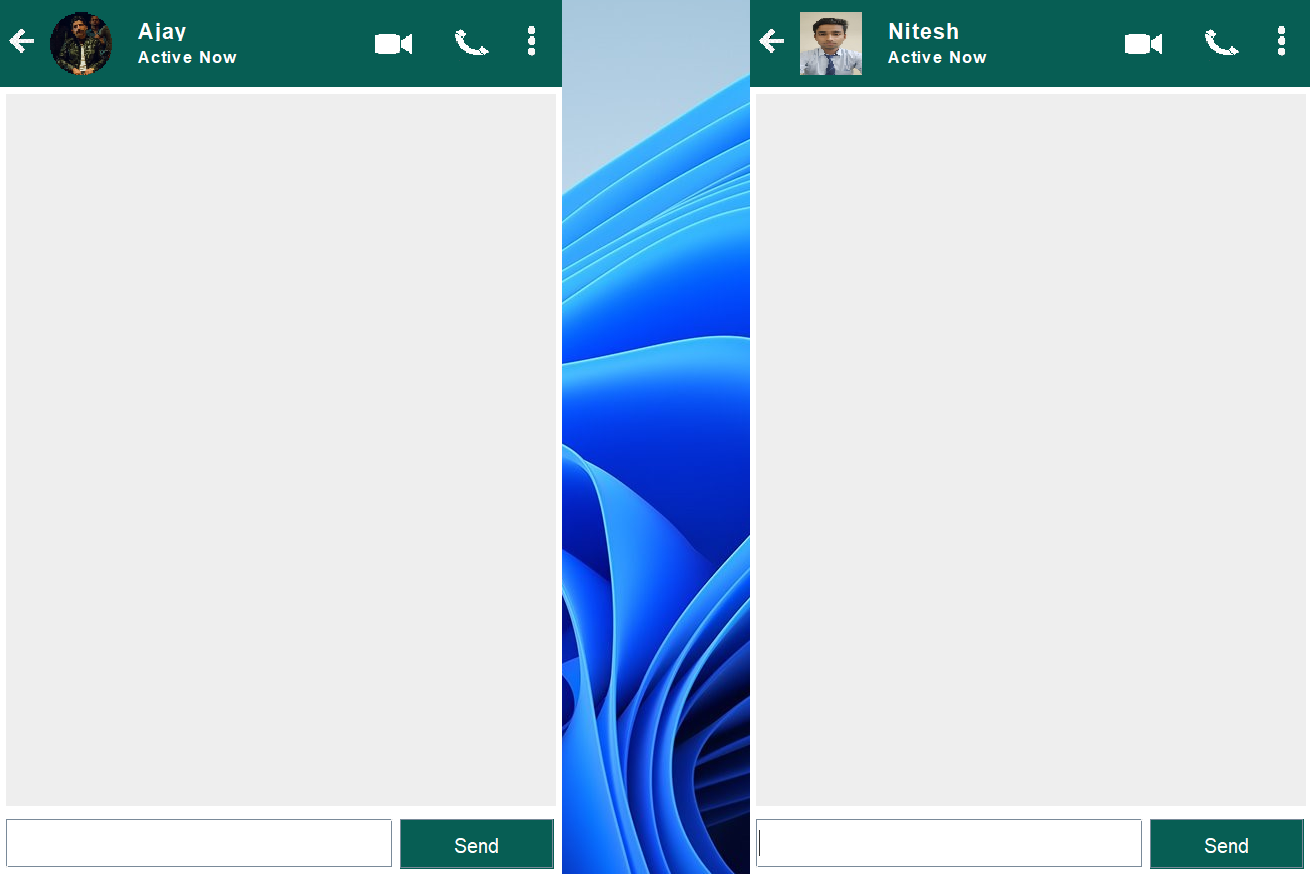 Ajay
Active Now
Send
Nitesh
Active Now
Send